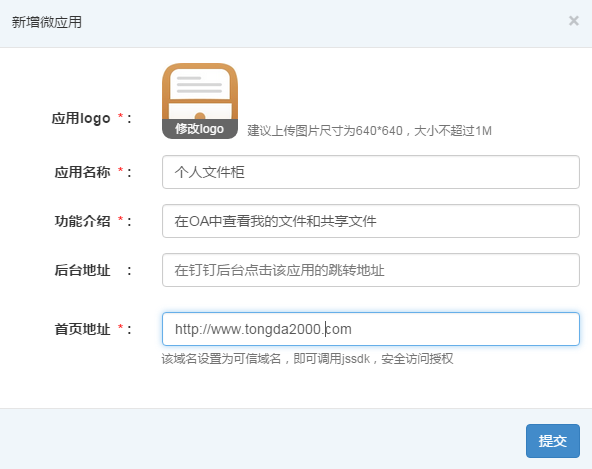 新增微应用 ×
应用logo * :
修改logo
建议上传图片尺寸为640*640，大小不超过1M
应用名称 * : 个人文件柜
功能介绍 * : 在OA中查看我的文件和共享文件
后台地址 : 在钉钉后台点击该应用的跳转地址
首页地址 * : http://www.tongda2000.com
该域名设置为可信域名，即可调用jssdk，安全访问授权
提交